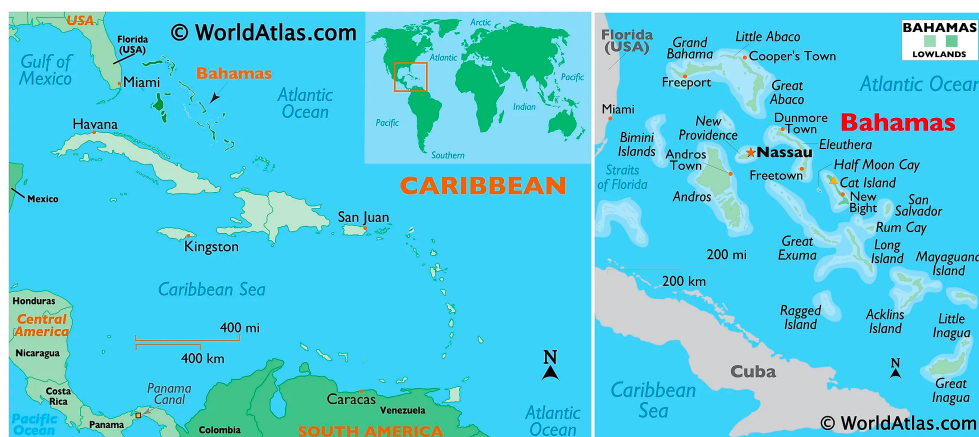 USA
© WorldAtlas.com
Florida
(USA)
Gulf of
Mexico
Miami
Bahamas
Atlantic
Ocean
Havana
Mexico
Arctic
Atlantic
Pacific
Indian
Pacific
Southern
CARIBBEAN
San Juan
Kingston
Caribbean Sea
Honduras
Central
America
Nicaragua
400 mi
400 km
N
Costa
Rica
Panama
Canal
Caracas
Venezuela
Pacific
Ocean
Panama
Colombia
SOUTH AMERICA
Atlantic
Ocean
Florida
(USA)
Grand
Bahama
Little Abaco
Cooper's Town
BAHAMAS
LOWLANDS
Freeport
Great
Abaco
Atlantic Ocean
Miami
New
Providence
Dunmore
Town
Bahamas
Bimini
Islands
Eleuthera
Nassau
Andros
Town
Half Moon Cay
Freetown
Straits
of Florida
Cat Island
Andros
New
Bight
San
Salvador
Rum Cay
Great
Exuma
Long
Island
200 mi
Mayaguana
Island
200 km
Ragged
Island
Acklins
Island
Little
Inagua
Cuba
N
Caribbean
Sea
Great
Inagua
© WorldAtlas.com